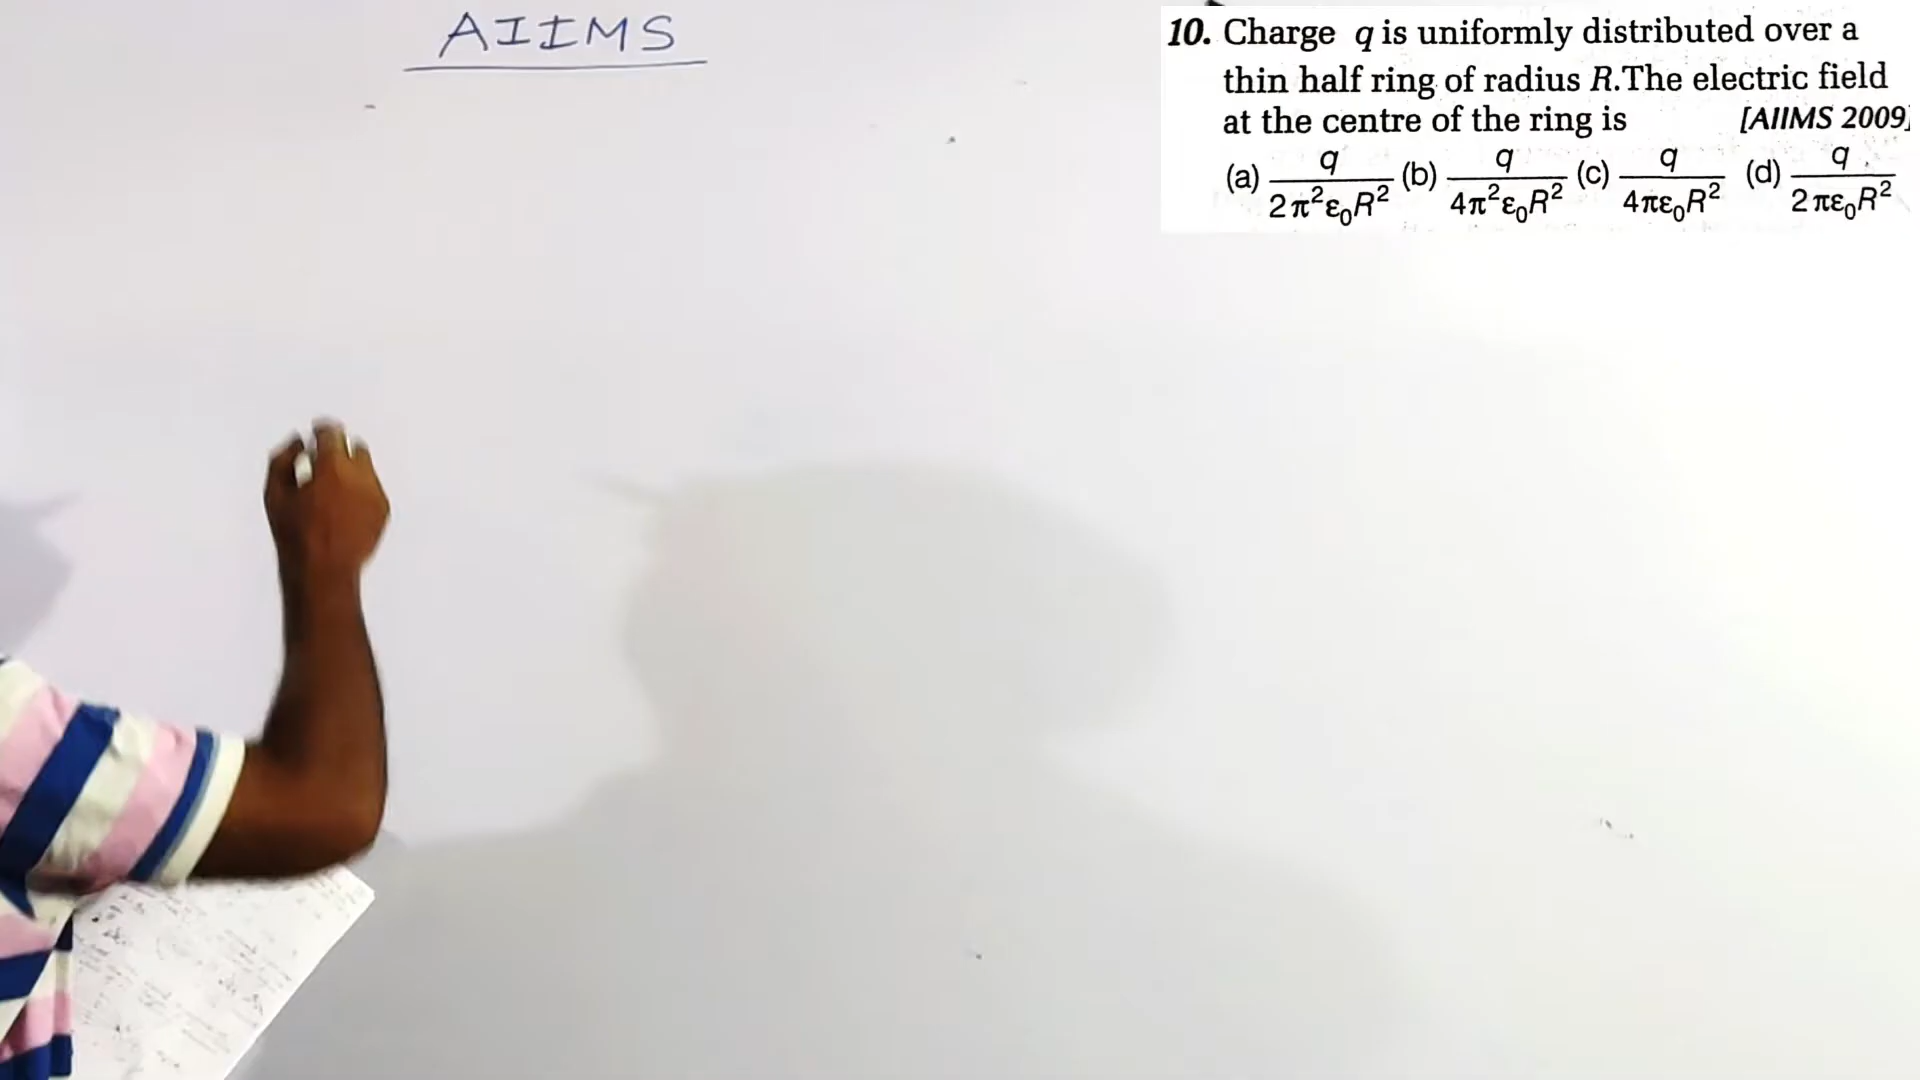 AIIMS
10. Charge q is uniformly distributed over a
thin half ring of radius R.The electric field
at the centre of the ring is [AIIMS 2009]
(a) q/2π²ε₀R² (b) q/4π²ε₀R² (c) q/4πε₀R² (d) q/2πε₀R²